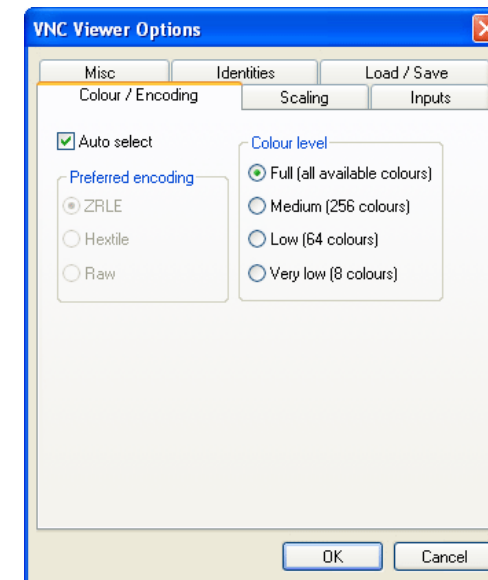 VNC Viewer Options
Misc Identities Load / Save
Colour / Encoding Scaling Inputs
Auto select
Preferred encoding
ZRLE
Hextile
Raw
Colour level
Full (all available colours)
Medium (256 colours)
Low (64 colours)
Very low (8 colours)
OK Cancel